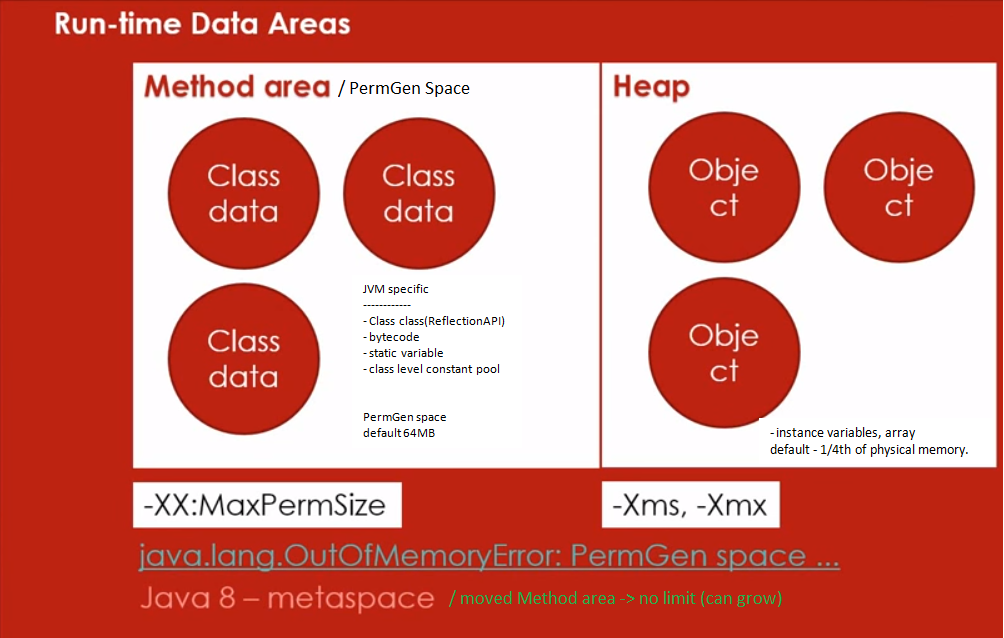 Run-time Data Areas
Method area / PermGen Space
Class
data
Class
data
Class
data
JVM specific
------------
- Class class(ReflectionAPI)
- bytecode
- static variable
- class level constant pool
PermGen space
default 64MB
Heap
Obje
ct
Obje
ct
Obje
ct
- instance variables, array
default - 1/4th of physical memory.
-XX:MaxPermSize
-Xms, -Xmx
java.lang.OutOfMemoryError: PermGen space ...
Java 8 – metaspace / moved Method area -> no limit (can grow)